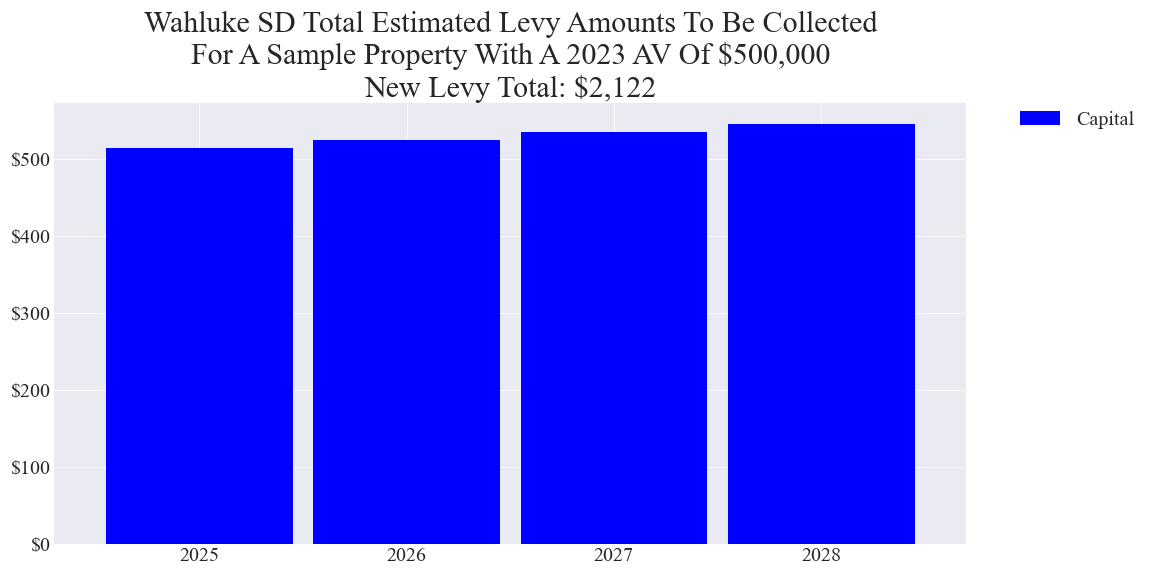 Wahluke SD Total Estimated Levy Amounts To Be Collected
For A Sample Property With A 2023 AV Of $500,000
New Levy Total: $2,122
Capital
$500
$400
$300
$200
$100
$0
2025 2026 2027 2028